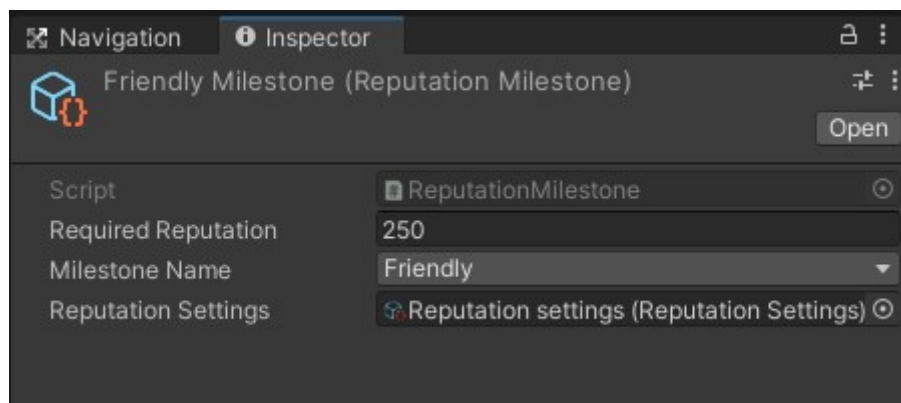 Navigation Inspector
Friendly Milestone (Reputation Milestone)
Open
Script ReputationMilestone
Required Reputation 250
Milestone Name Friendly
Reputation Settings Reputation settings (Reputation Settings)